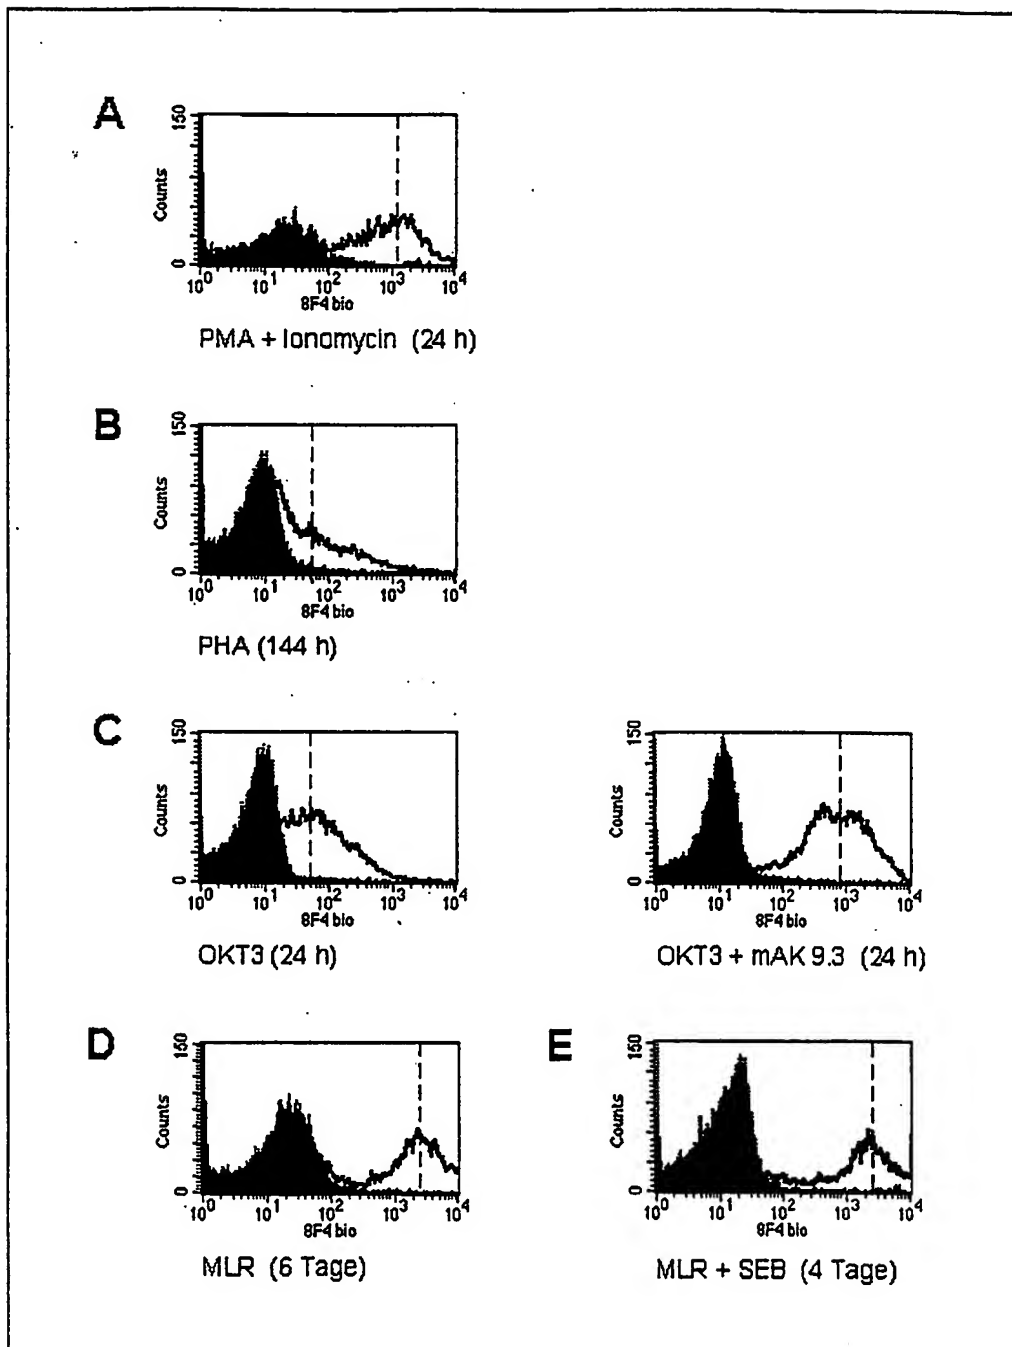 A
150
Counts
0
10^0 10^1 10^2 10^3 10^4
8F4 bio
PMA + Ionomycin (24 h)
B
150
Counts
0
10^0 10^1 10^2 10^3 10^4
8F4 bio
PHA (144 h)
C
150
Counts
0
10^0 10^1 10^2 10^3 10^4
8F4 bio
OKT3 (24 h)
150
Counts
0
10^0 10^1 10^2 10^3 10^4
8F4 bio
OKT3 + mAK 9.3 (24 h)
D
150
Counts
0
10^0 10^1 10^2 10^3 10^4
8F4 bio
MLR (6 Tage)
E
150
Counts
0
10^0 10^1 10^2 10^3 10^4
8F4 bio
MLR + SEB (4 Tage)